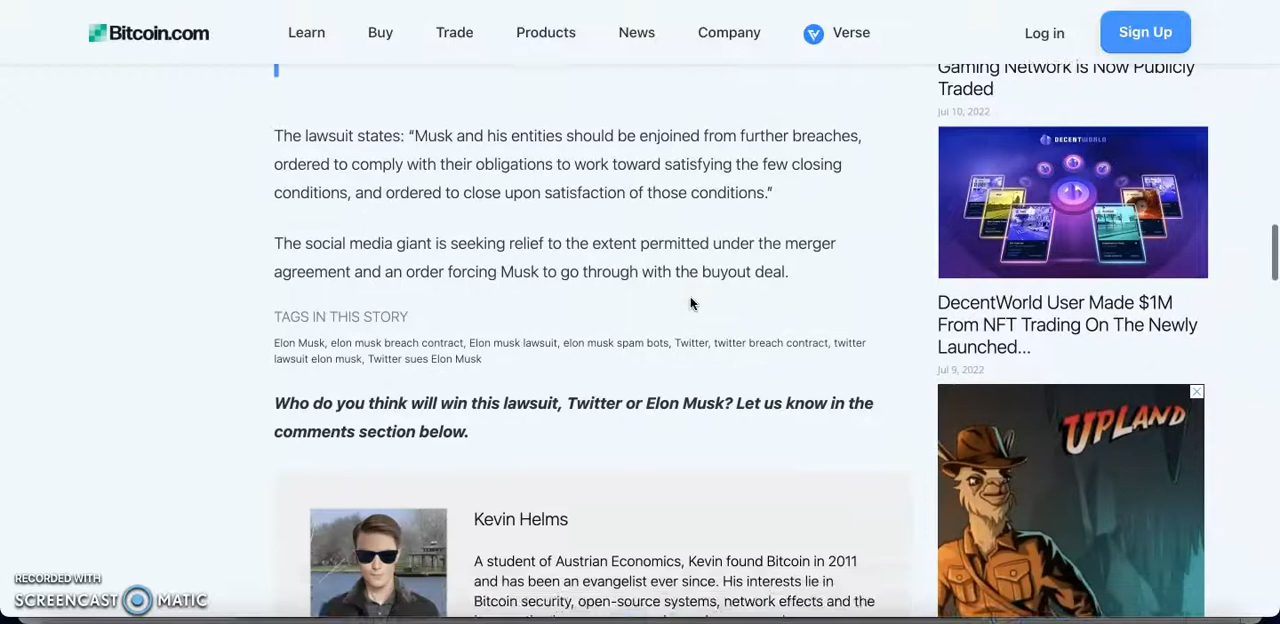 Bitcoin.com
Learn
Buy
Trade
Products
News
Company
Verse
Log in
Sign Up
The lawsuit states: “Musk and his entities should be enjoined from further breaches,
ordered to comply with their obligations to work toward satisfying the few closing
conditions, and ordered to close upon satisfaction of those conditions.”
The social media giant is seeking relief to the extent permitted under the merger
agreement and an order forcing Musk to go through with the buyout deal.
TAGS IN THIS STORY
Elon Musk, elon musk breach contract, Elon musk lawsuit, elon musk spam bots, Twitter, twitter breach contract, twitter
lawsuit elon musk, Twitter sues Elon Musk
Who do you think will win this lawsuit, Twitter or Elon Musk? Let us know in the
comments section below.
Kevin Helms
A student of Austrian Economics, Kevin found Bitcoin in 2011
and has been an evangelist ever since. His interests lie in
Bitcoin security, open-source systems, network effects and the
Gaming Network is Now Publicly
Traded
Jul 10, 2022
DECENTWORLD
DecentWorld User Made $1M
From NFT Trading On The Newly
Launched...
Jul 9, 2022
UPLAND
RECORDED WITH
SCREENCAST MATIC